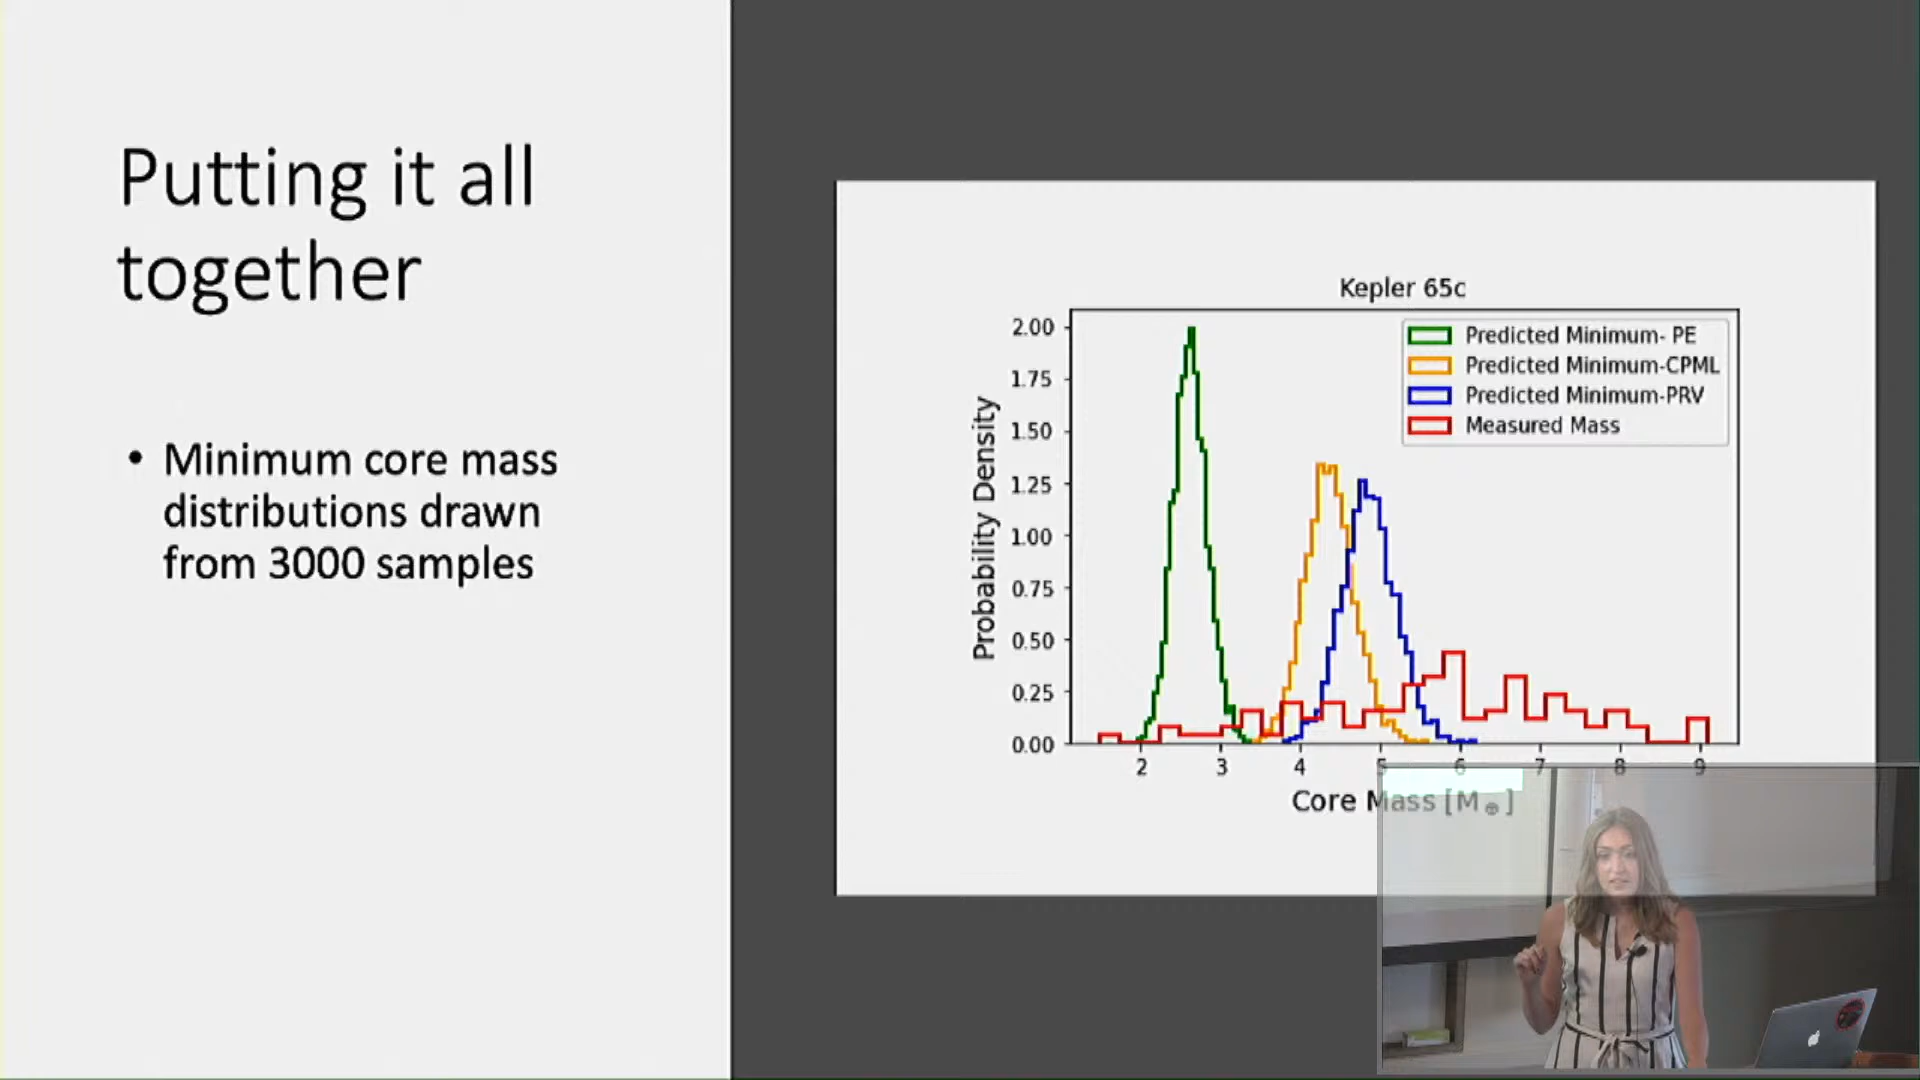 Putting it all
together
• Minimum core mass
distributions drawn
from 3000 samples
Kepler 65c
Predicted Minimum- PE
Predicted Minimum-CPML
Predicted Minimum-PRV
Measured Mass
Probability Density
2.00
1.75
1.50
1.25
1.00
0.75
0.50
0.25
0.00
2 3 4 5 6 7 8 9
Core Mass [M⊕]